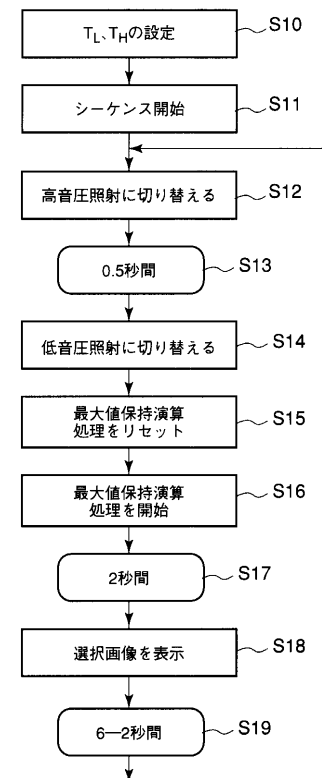 TL、THの設定
S10
シーケンス開始
S11
高音圧照射に切り替える
S12
0.5秒間
S13
低音圧照射に切り替える
S14
最大値保持演算
処理をリセット
S15
最大値保持演算
処理を開始
S16
2秒間
S17
選択画像を表示
S18
6—2秒間
S19